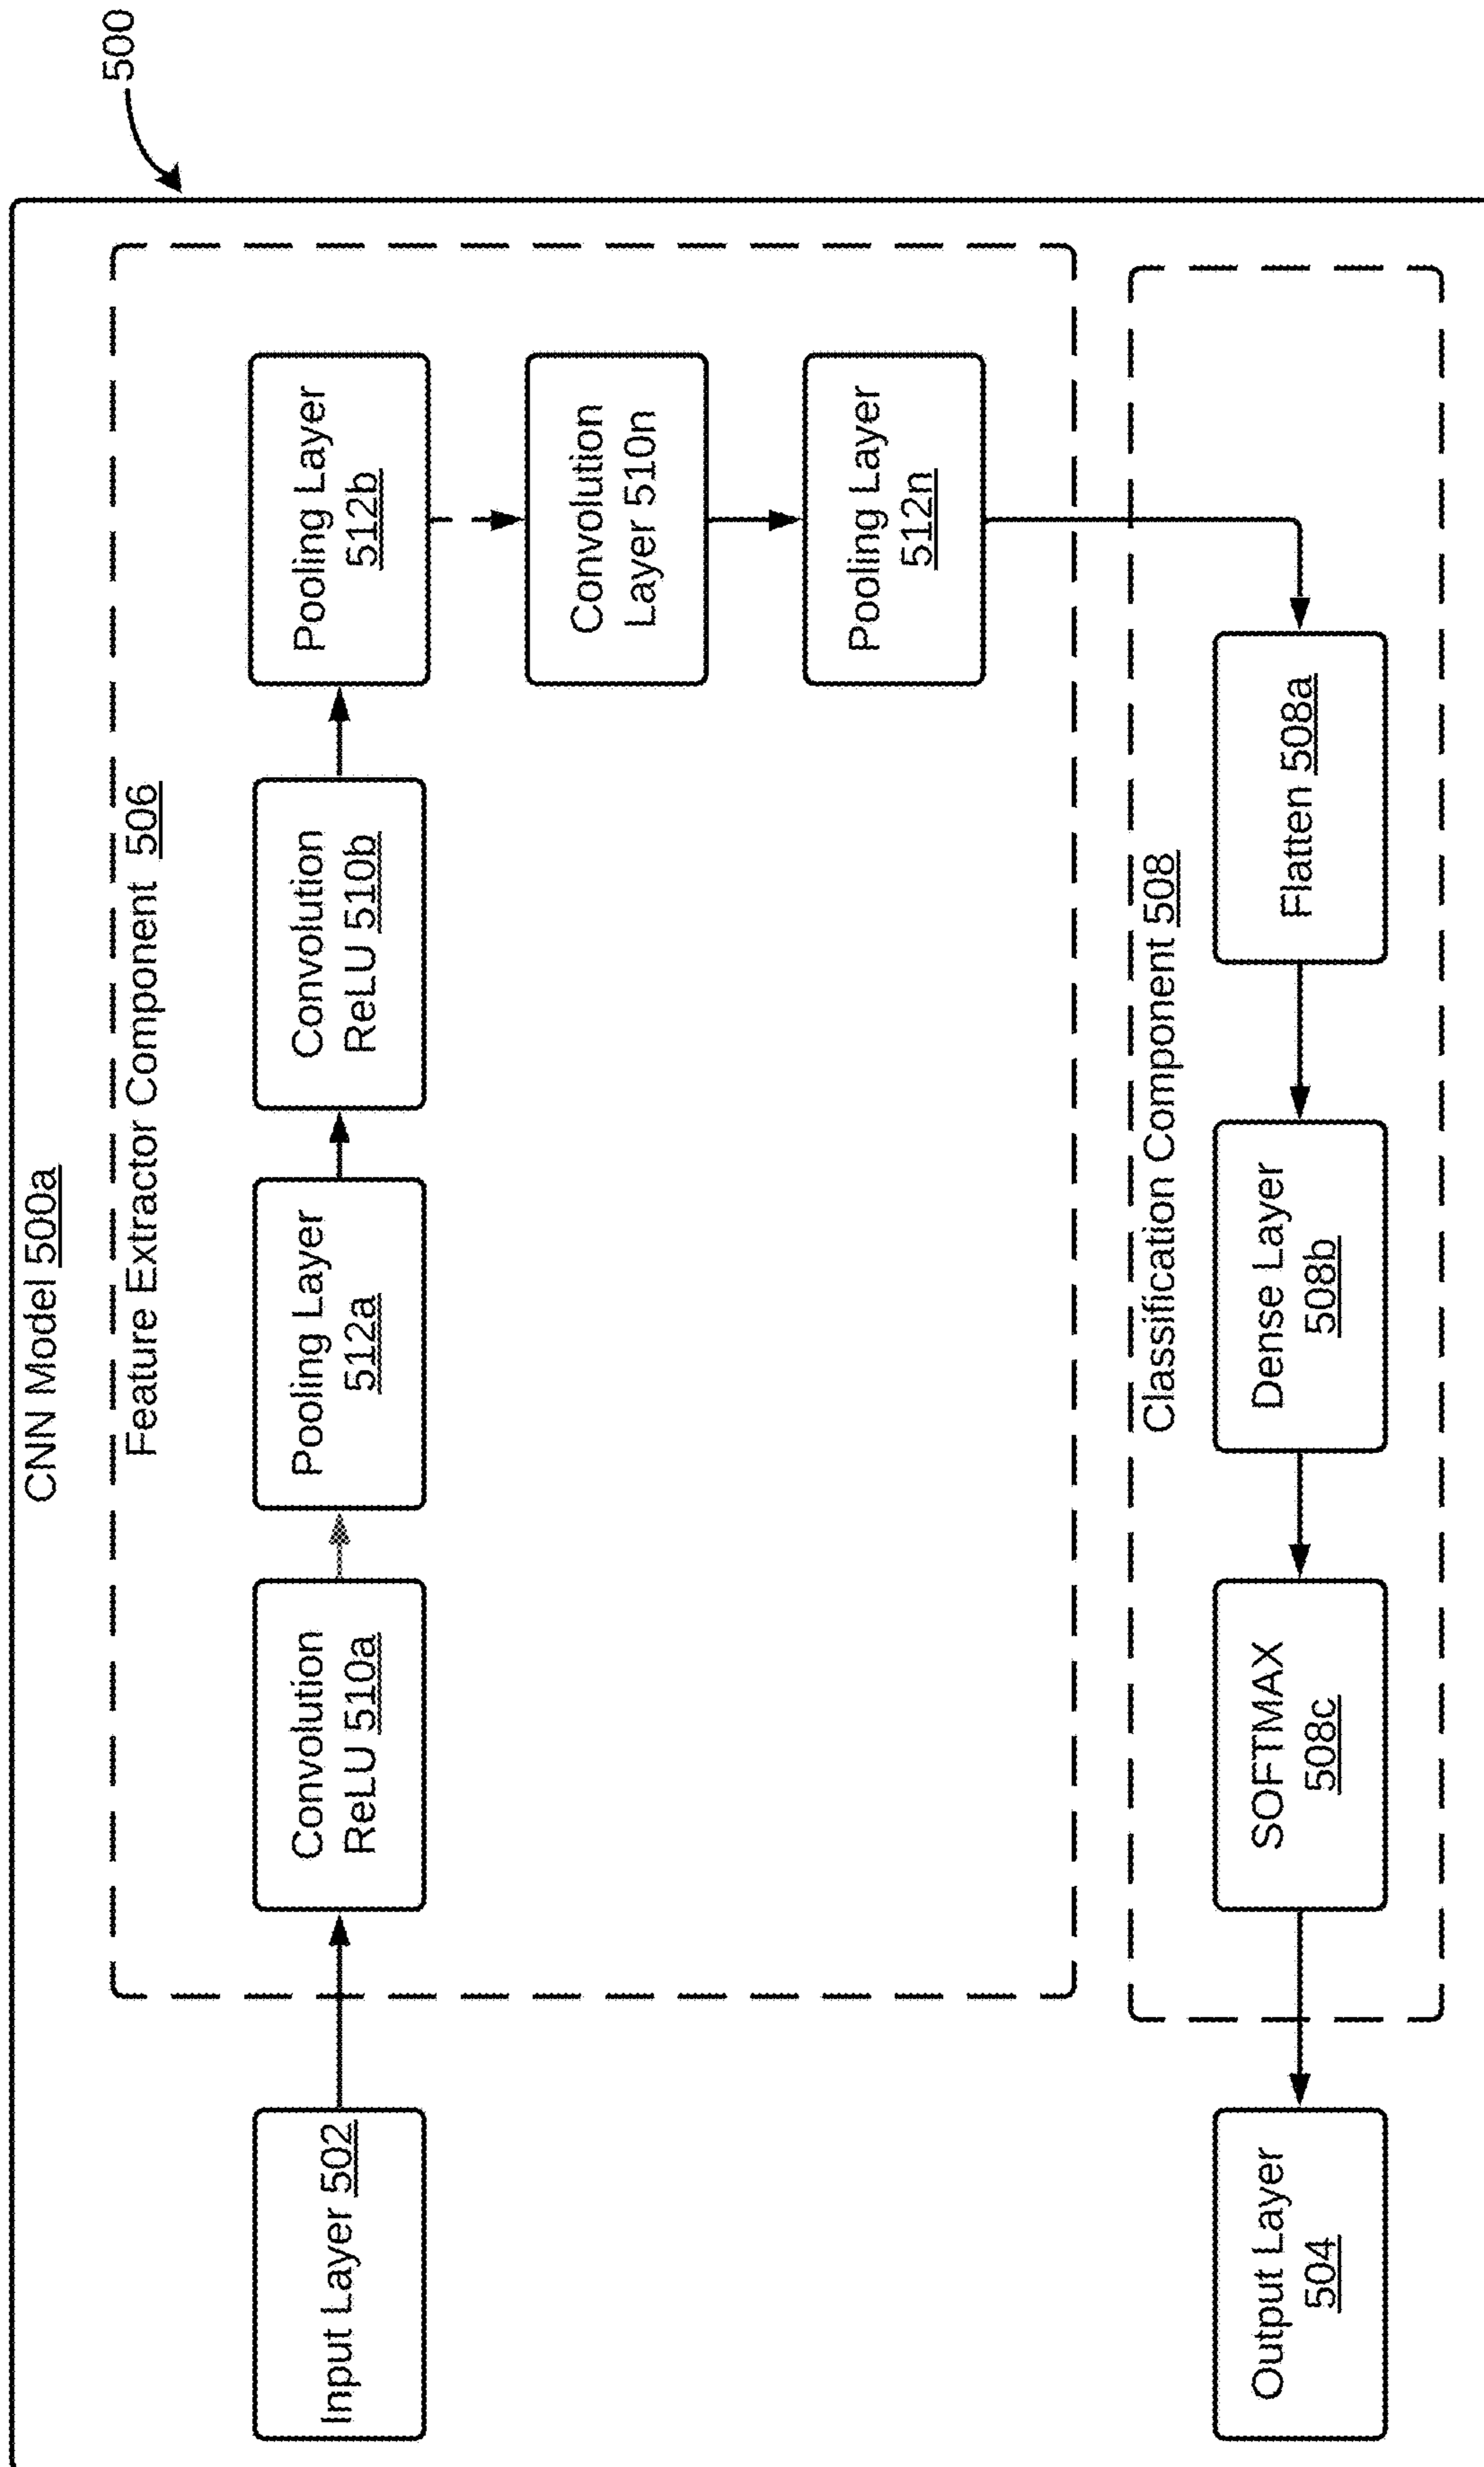 500
CNN Model 500a
Feature Extractor Component 506
Input Layer 502
Convolution
ReLU 510a
Pooling Layer
512a
Convolution
ReLU 510b
Pooling Layer
512b
Convolution
Layer 510n
Pooling Layer
512n
Classification Component 508
Flatten 508a
Dense Layer
508b
SOFTMAX
508c
Output Layer
504